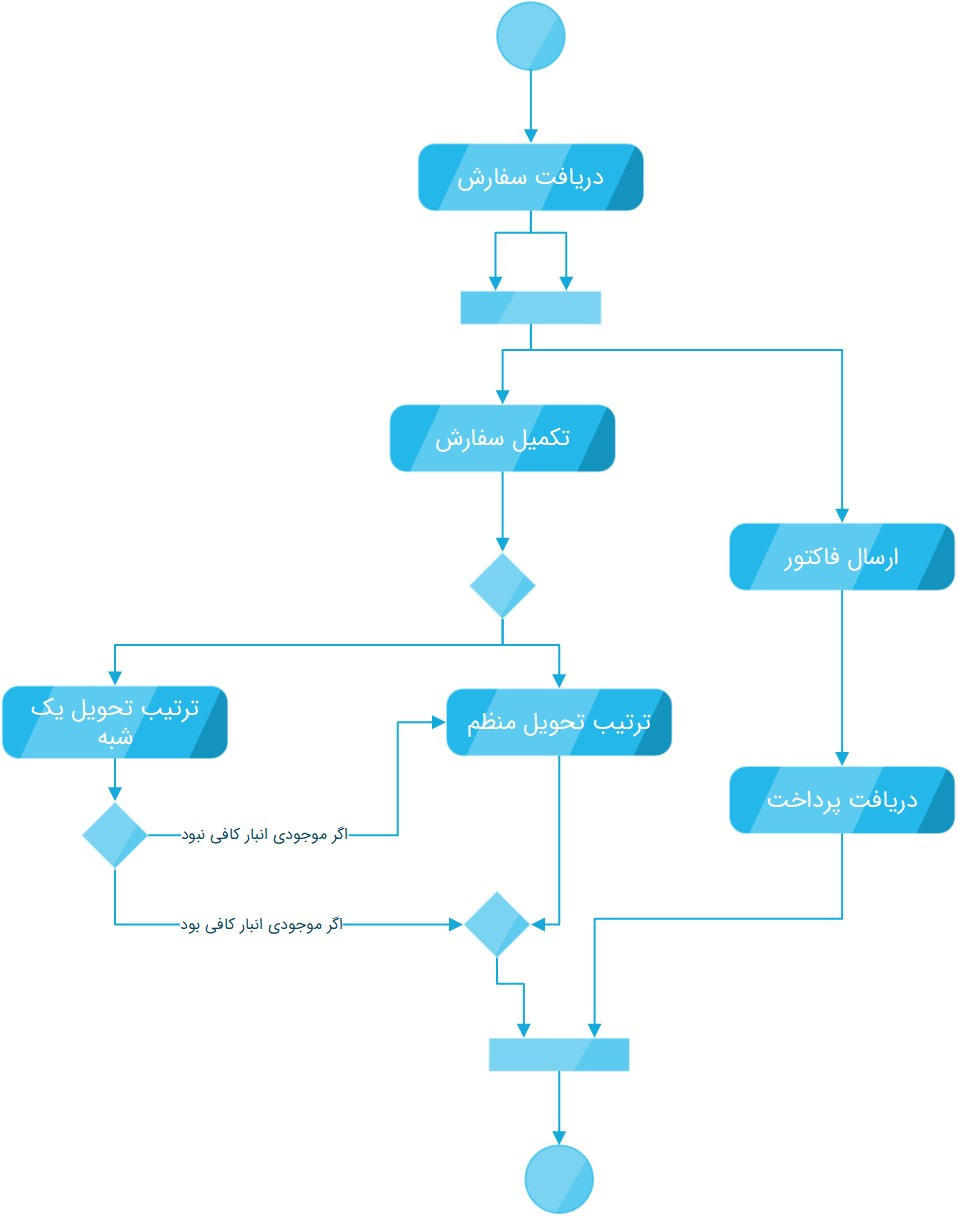 دریافت سفارش
تکمیل سفارش
ارسال فاکتور
ترتیب تحویل یک
شبه
ترتیب تحویل منظم
دریافت پرداخت
اگر موجودی انبار کافی نبود
اگر موجودی انبار کافی بود